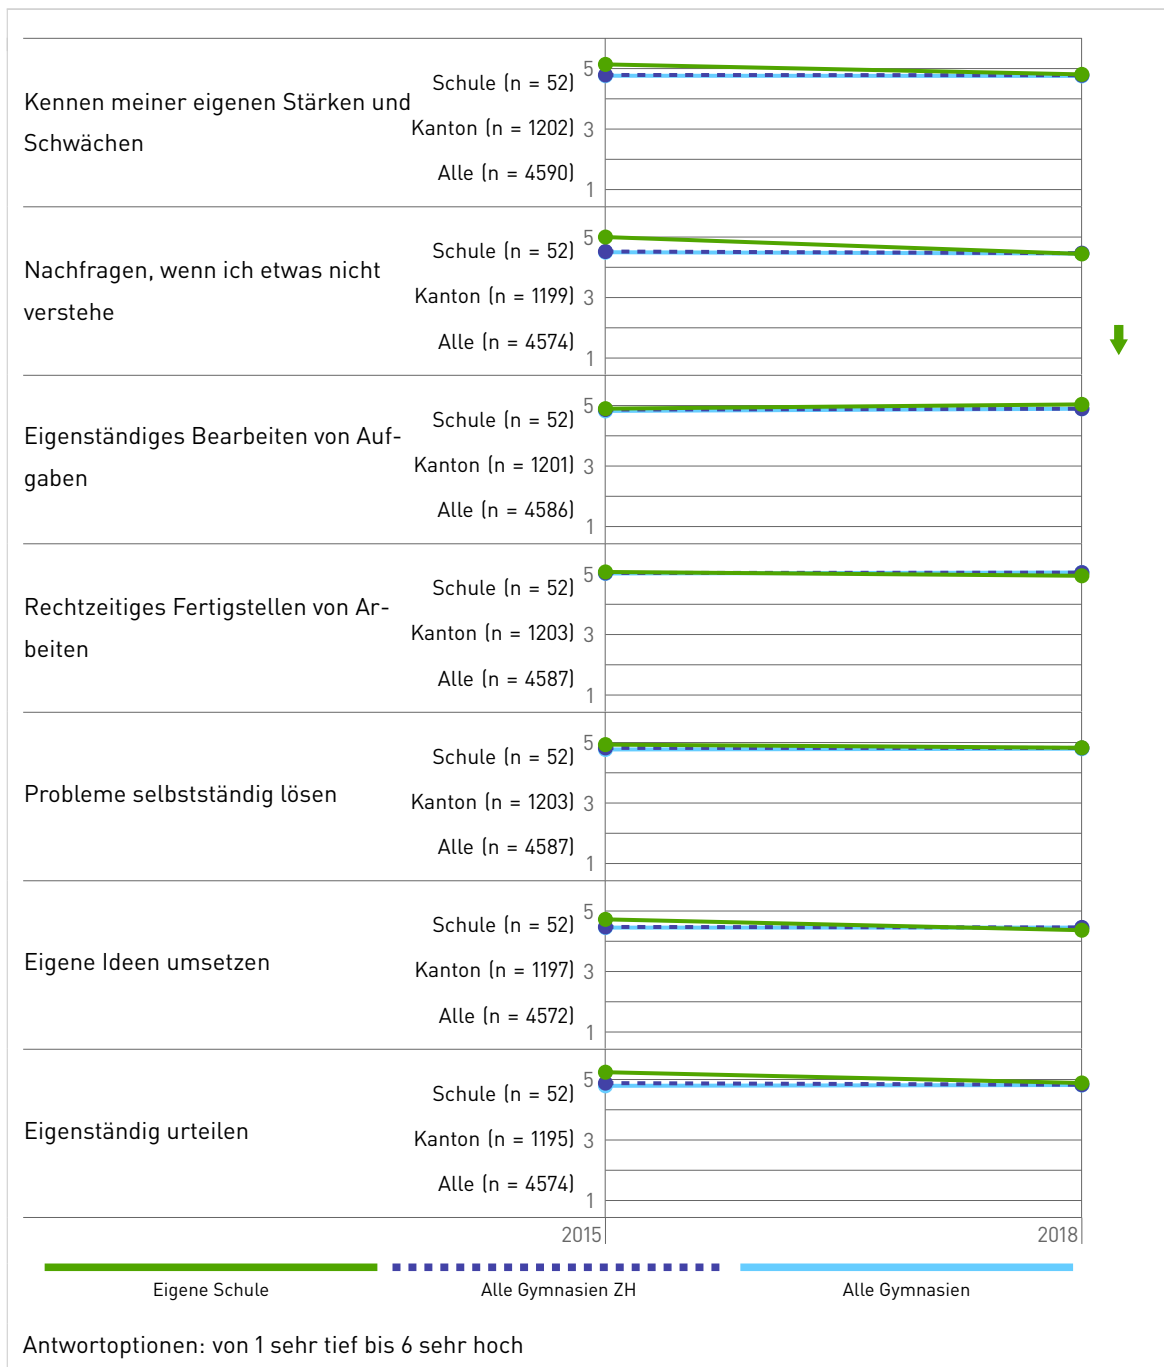 Kennen meiner eigenen Stärken und
Schwächen
Schule (n = 52)
Kanton (n = 1202)
Alle (n = 4590)
5
3
1
Nachfragen, wenn ich etwas nicht
verstehe
Schule (n = 52)
Kanton (n = 1199)
Alle (n = 4574)
5
3
1
Eigenständiges Bearbeiten von Auf-
gaben
Schule (n = 52)
Kanton (n = 1201)
Alle (n = 4586)
5
3
1
Rechtzeitiges Fertigstellen von Ar-
beiten
Schule (n = 52)
Kanton (n = 1203)
Alle (n = 4587)
5
3
1
Probleme selbstständig lösen
Schule (n = 52)
Kanton (n = 1203)
Alle (n = 4587)
5
3
1
Eigene Ideen umsetzen
Schule (n = 52)
Kanton (n = 1197)
Alle (n = 4572)
5
3
1
Eigenständig urteilen
Schule (n = 52)
Kanton (n = 1195)
Alle (n = 4574)
5
3
1
2015 2018
Eigene Schule Alle Gymnasien ZH Alle Gymnasien
Antwortoptionen: von 1 sehr tief bis 6 sehr hoch